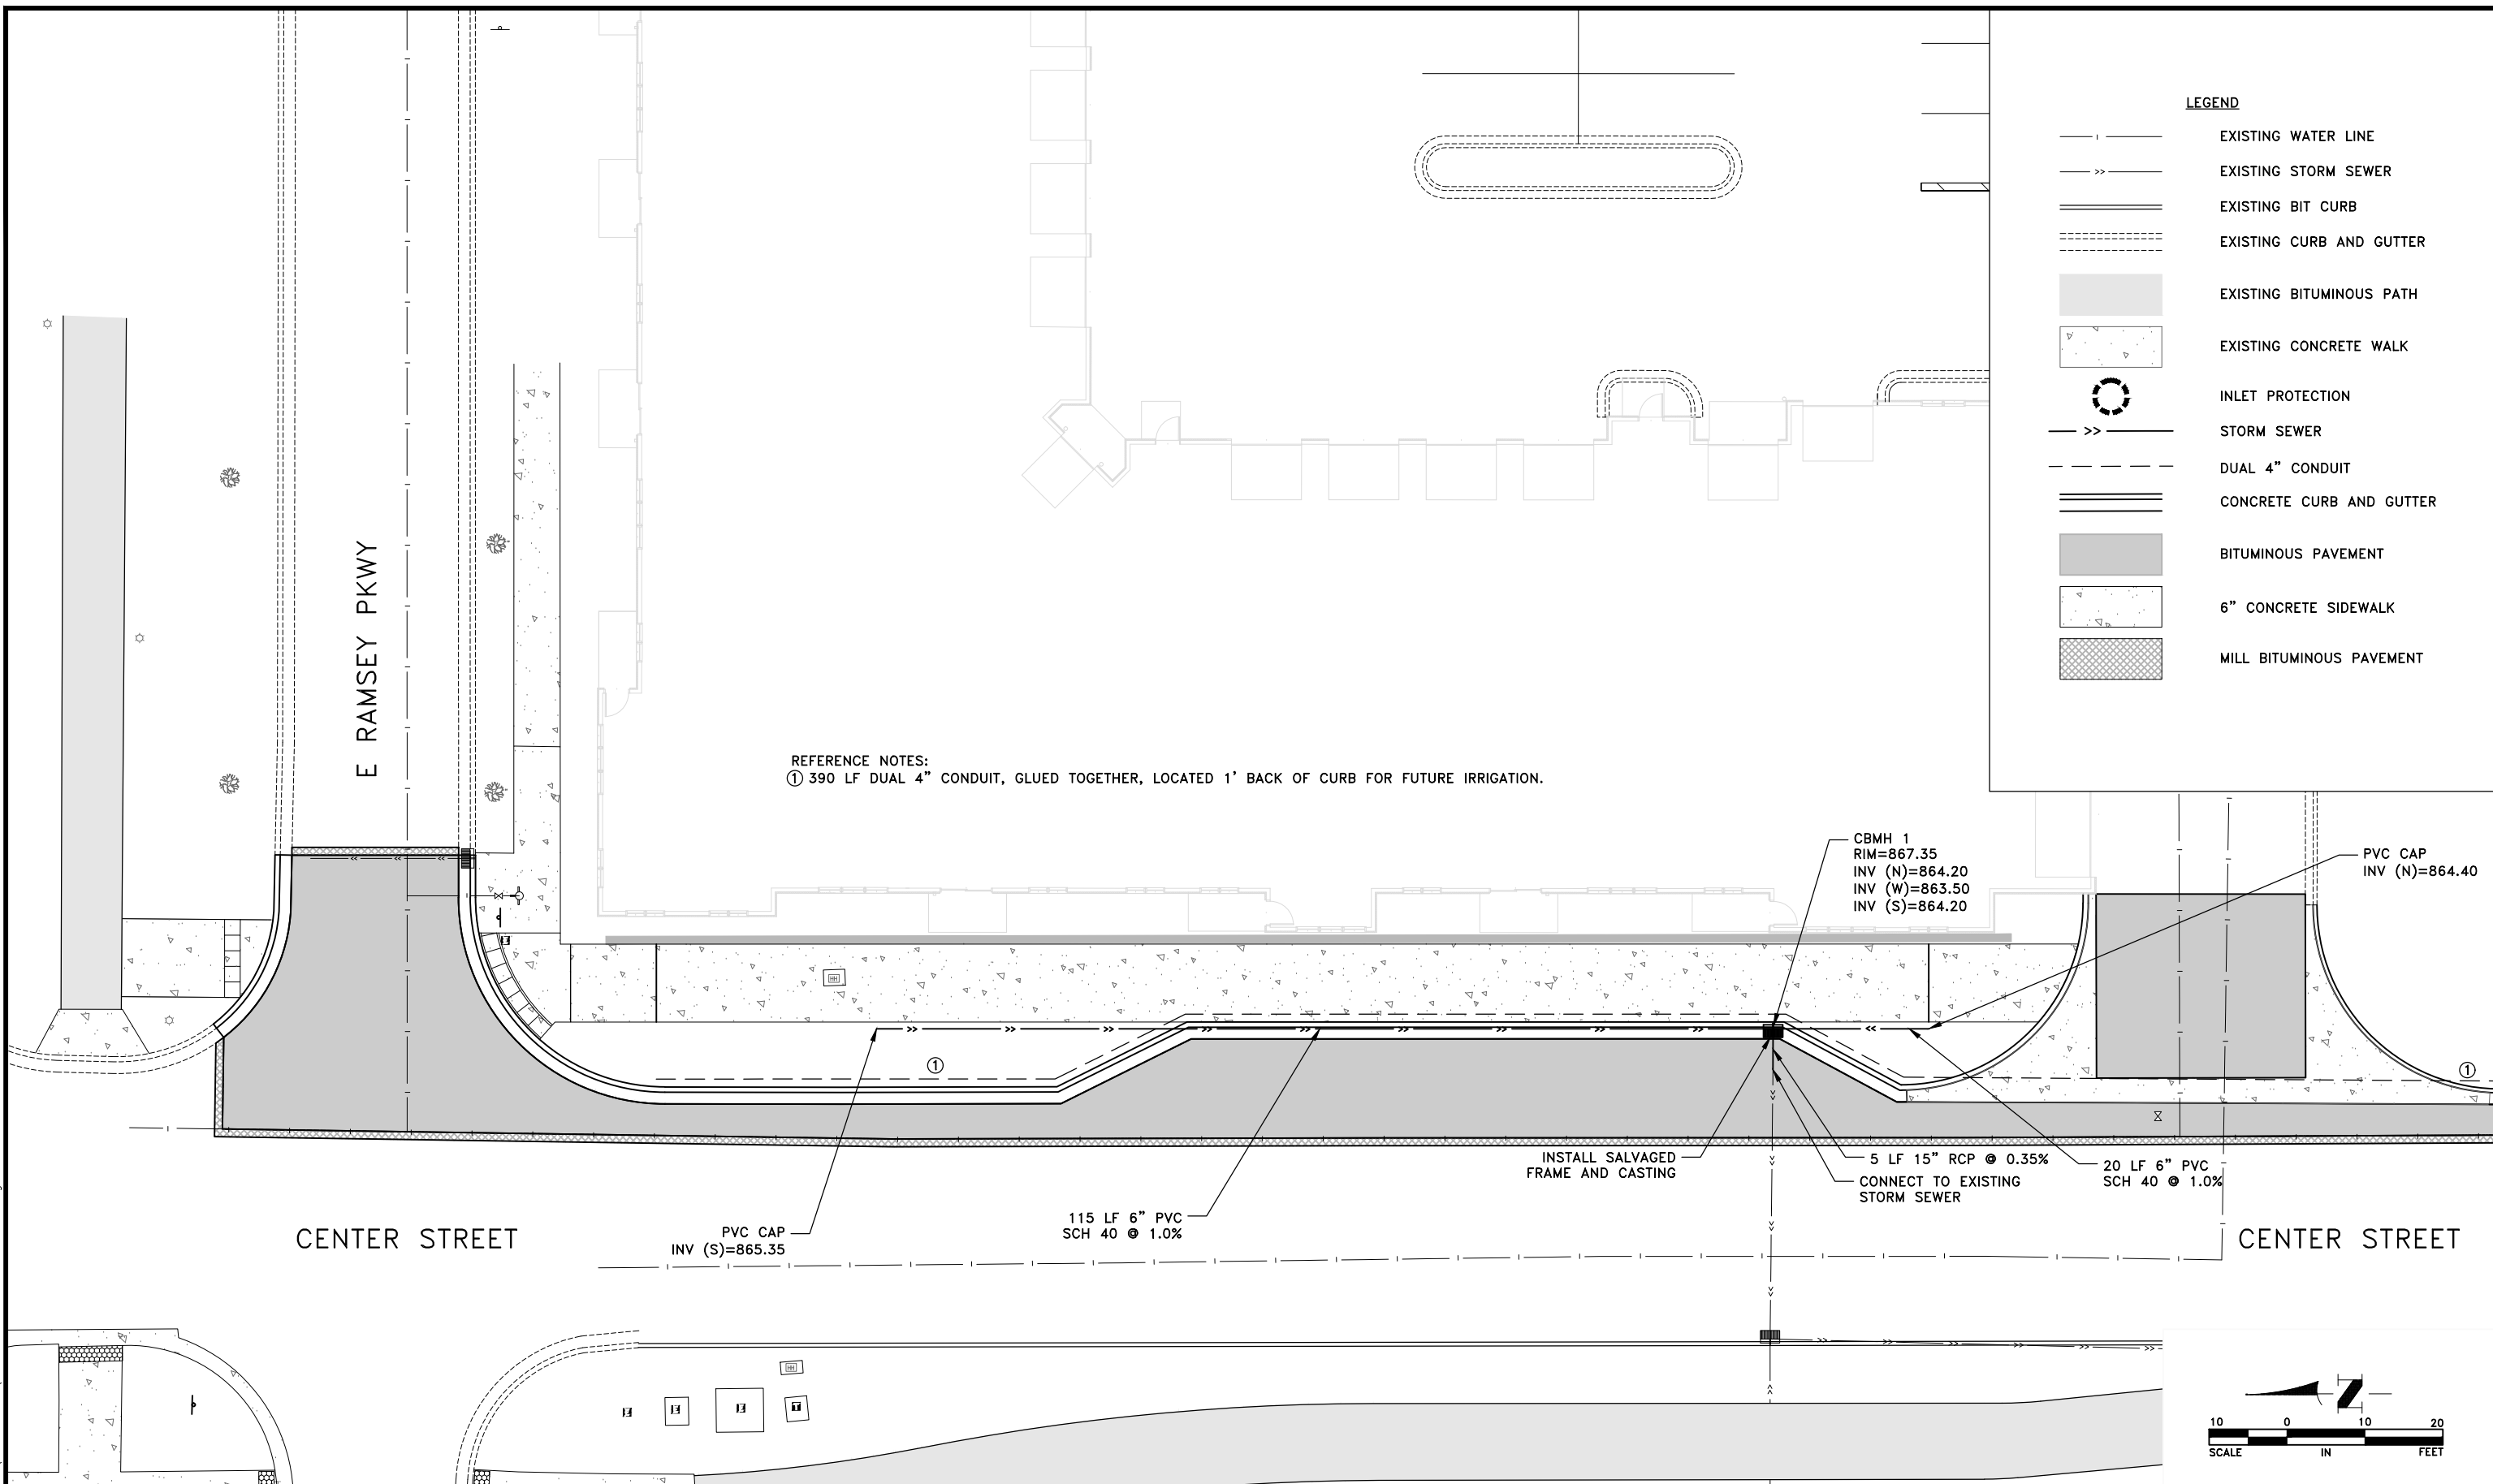 LEGEND
EXISTING WATER LINE
EXISTING STORM SEWER
EXISTING BIT CURB
EXISTING CURB AND GUTTER
EXISTING BITUMINOUS PATH
EXISTING CONCRETE WALK
INLET PROTECTION
STORM SEWER
DUAL 4" CONDUIT
CONCRETE CURB AND GUTTER
BITUMINOUS PAVEMENT
6" CONCRETE SIDEWALK
MILL BITUMINOUS PAVEMENT
E RAMSEY PKWY
REFERENCE NOTES:
① 390 LF DUAL 4" CONDUIT, GLUED TOGETHER, LOCATED 1' BACK OF CURB FOR FUTURE IRRIGATION.
CBMH 1
RIM=867.35
INV (N)=864.20
INV (W)=863.50
INV (S)=864.20
PVC CAP
INV (N)=864.40
HH
①
①
INSTALL SALVAGED
FRAME AND CASTING
5 LF 15" RCP @ 0.35%
CONNECT TO EXISTING
STORM SEWER
20 LF 6" PVC
SCH 40 @ 1.0%
115 LF 6" PVC
SCH 40 @ 1.0%
PVC CAP
INV (S)=865.35
CENTER STREET
CENTER STREET
HH
E
E
E
T
Z
10 0 10 20
SCALE IN FEET